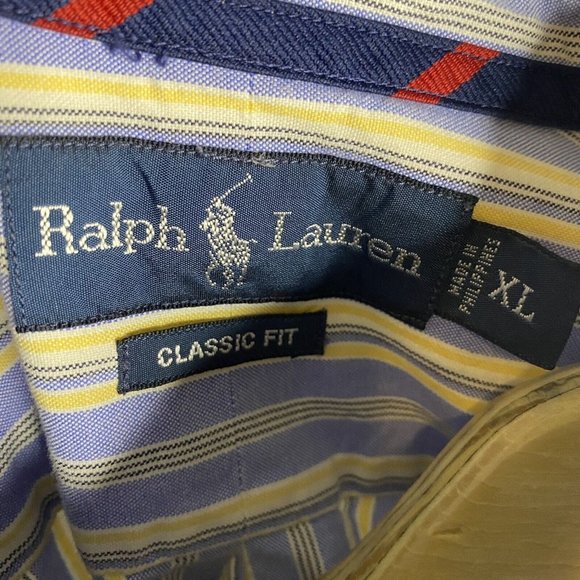 Ralph Lauren
MADE IN
PHILIPPINES
XL
CLASSIC FIT